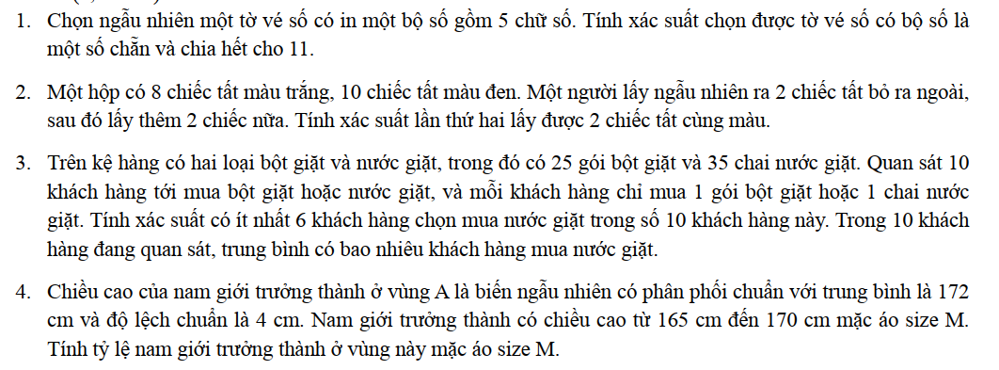 1. Chọn ngẫu nhiên một tờ vé số có in một bộ số gồm 5 chữ số. Tính xác suất chọn được tờ vé số có bộ số là
một số chẵn và chia hết cho 11.
2. Một hộp có 8 chiếc tất màu trắng, 10 chiếc tất màu đen. Một người lấy ngẫu nhiên ra 2 chiếc tất bỏ ra ngoài,
sau đó lấy thêm 2 chiếc nữa. Tính xác suất lần thứ hai lấy được 2 chiếc tất cùng màu.
3. Trên kệ hàng có hai loại bột giặt và nước giặt, trong đó có 25 gói bột giặt và 35 chai nước giặt. Quan sát 10
khách hàng tới mua bột giặt hoặc nước giặt, và mỗi khách hàng chỉ mua 1 gói bột giặt hoặc 1 chai nước
giặt. Tính xác suất có ít nhất 6 khách hàng chọn mua nước giặt trong số 10 khách hàng này. Trong 10 khách
hàng đang quan sát, trung bình có bao nhiêu khách hàng mua nước giặt.
4. Chiều cao của nam giới trưởng thành ở vùng A là biến ngẫu nhiên có phân phối chuẩn với trung bình là 172
cm và độ lệch chuẩn là 4 cm. Nam giới trưởng thành có chiều cao từ 165 cm đến 170 cm mặc áo size M.
Tính tỷ lệ nam giới trưởng thành ở vùng này mặc áo size M.